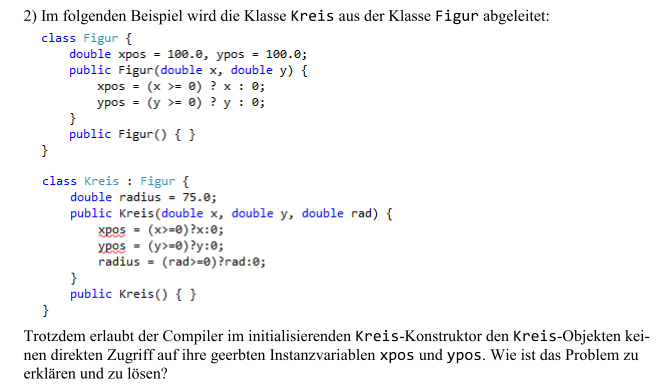 2) Im folgenden Beispiel wird die Klasse Kreis aus der Klasse Figur abgeleitet:
class Figur {
double xpos = 100.0, ypos = 100.0;
public Figur(double x, double y) {
xpos = (x >= 0) ? x : 0;
ypos = (y >= 0) ? y : 0;
}
public Figur() { }
}
class Kreis : Figur {
double radius = 75.0;
public Kreis(double x, double y, double rad) {
xpos = (x>=0)?x:0;
ypos = (y>=0)?y:0;
radius = (rad>=0)?rad:0;
}
public Kreis() { }
}
Trotzdem erlaubt der Compiler im initialisierenden Kreis-Konstruktor den Kreis-Objekten kei-
nen direkten Zugriff auf ihre geerbten Instanzvariablen xpos und ypos. Wie ist das Problem zu
erklären und zu lösen?